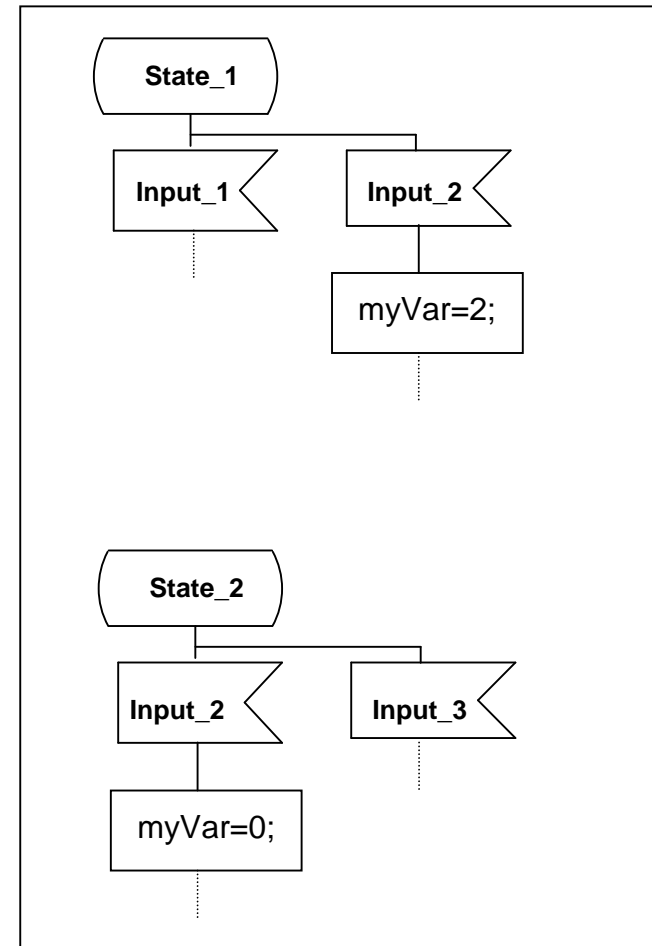 State_1
Input_1
Input_2
myVar=2;
State_2
Input_2
Input_3
myVar=0;